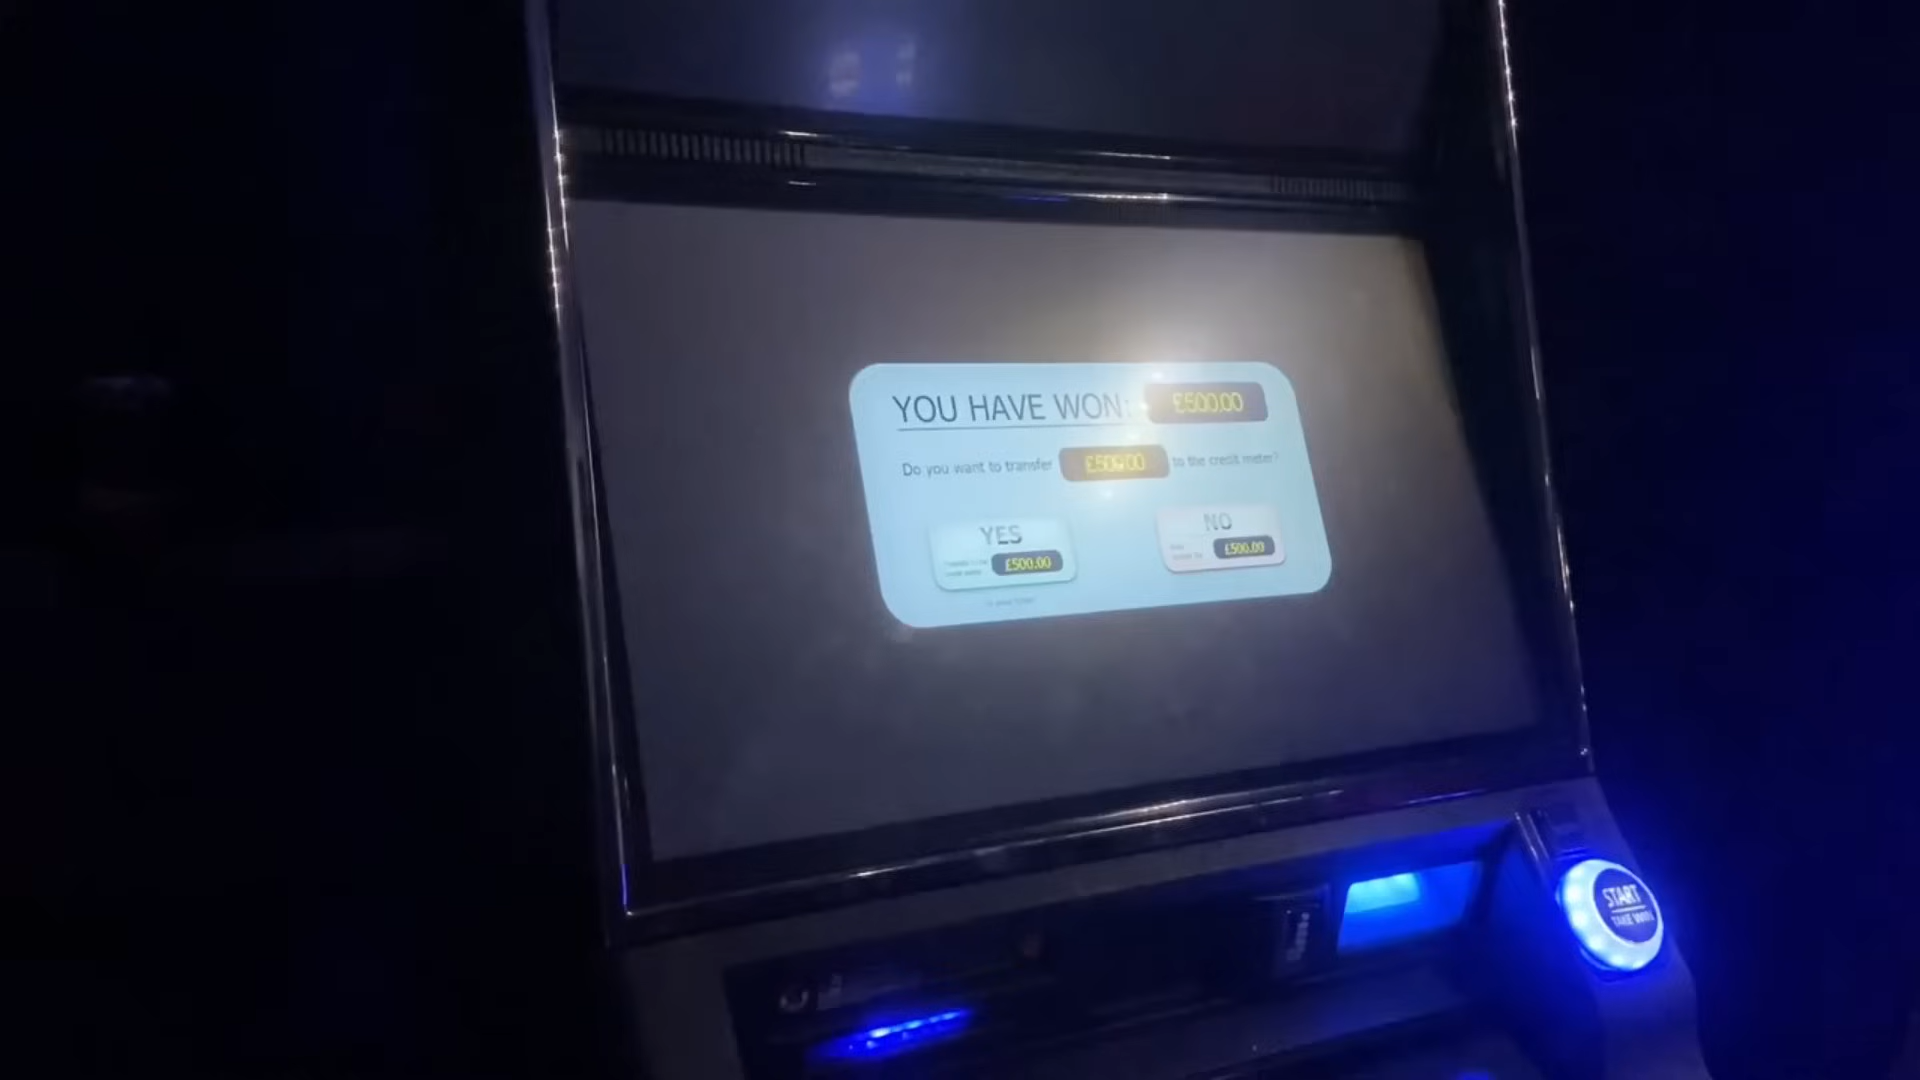 YOU HAVE WON: £500.00
Do you want to transfer £500.00 to the credit meter?
YES
£500.00
NO
£500.00
START
TAKE WIN